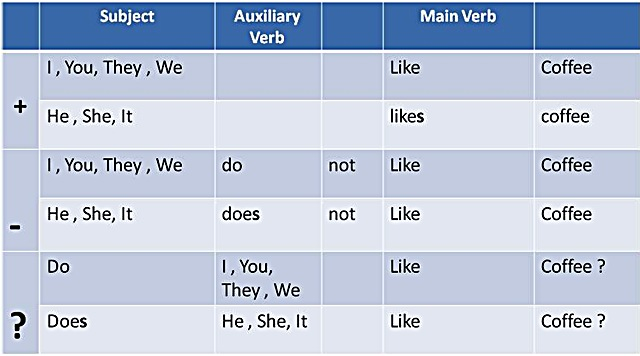 Subject Auxiliary Verb Main Verb
+ I , You, They , We Like Coffee
He , She, It likes coffee
- I , You, They , We do not Like Coffee
He , She, It does not Like Coffee
? Do I , You, They , We Like Coffee ?
Does He , She, It Like Coffee ?